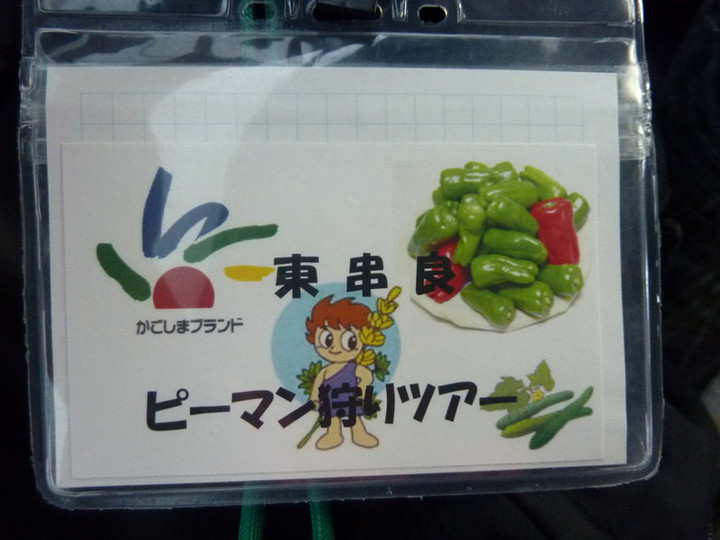 東串良
かごしまブランド
ピーマン狩りツアー